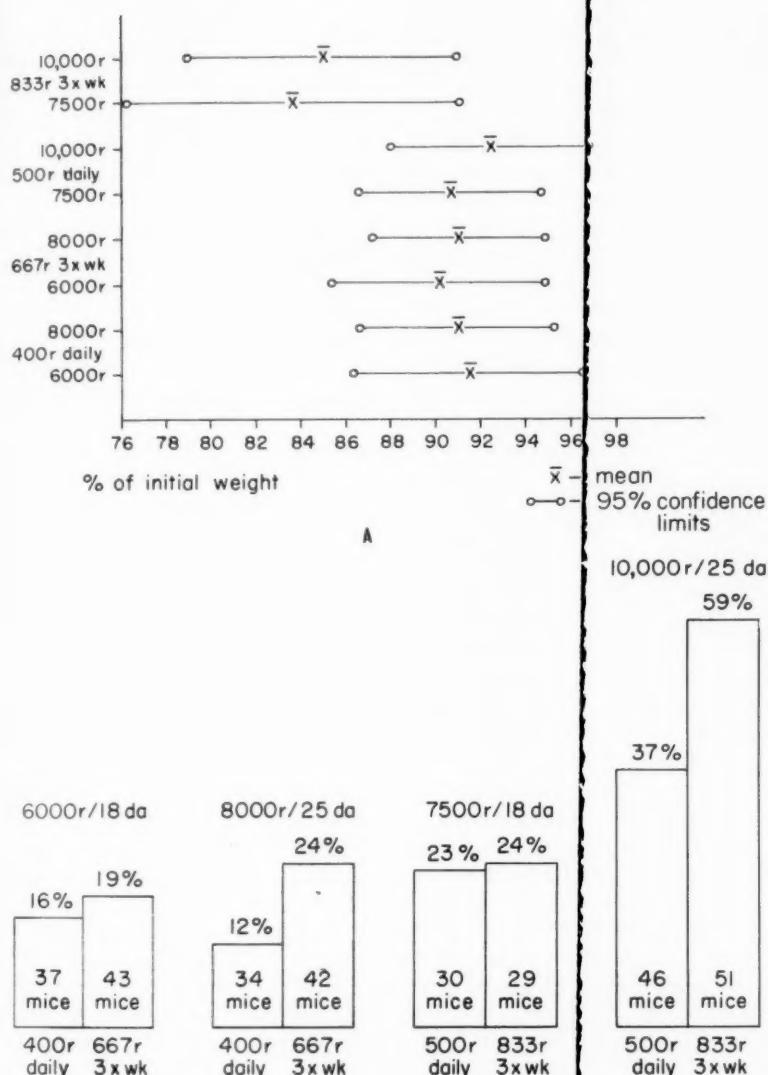 10,000r
833r 3x wk
7500r
10,000r
500r daily
7500r
8000r
667r 3x wk
6000r
8000r
400r daily
6000r
76 78 80 82 84 86 88 90 92 94 96 98
% of initial weight
x̄ - mean
o—o- 95% confidence
limits
A
10,000r/25 da
59%
37%
6000r/18 da 8000r/25 da 7500r/18 da
24% 23% 24%
16% 19%
12%
37 43 34 42 30 29 46 51
mice mice mice mice mice mice mice mice
400r 667r 400r 667r 500r 833r 500r 833r
daily 3x wk daily 3x wk daily 3x wk daily 3x wk